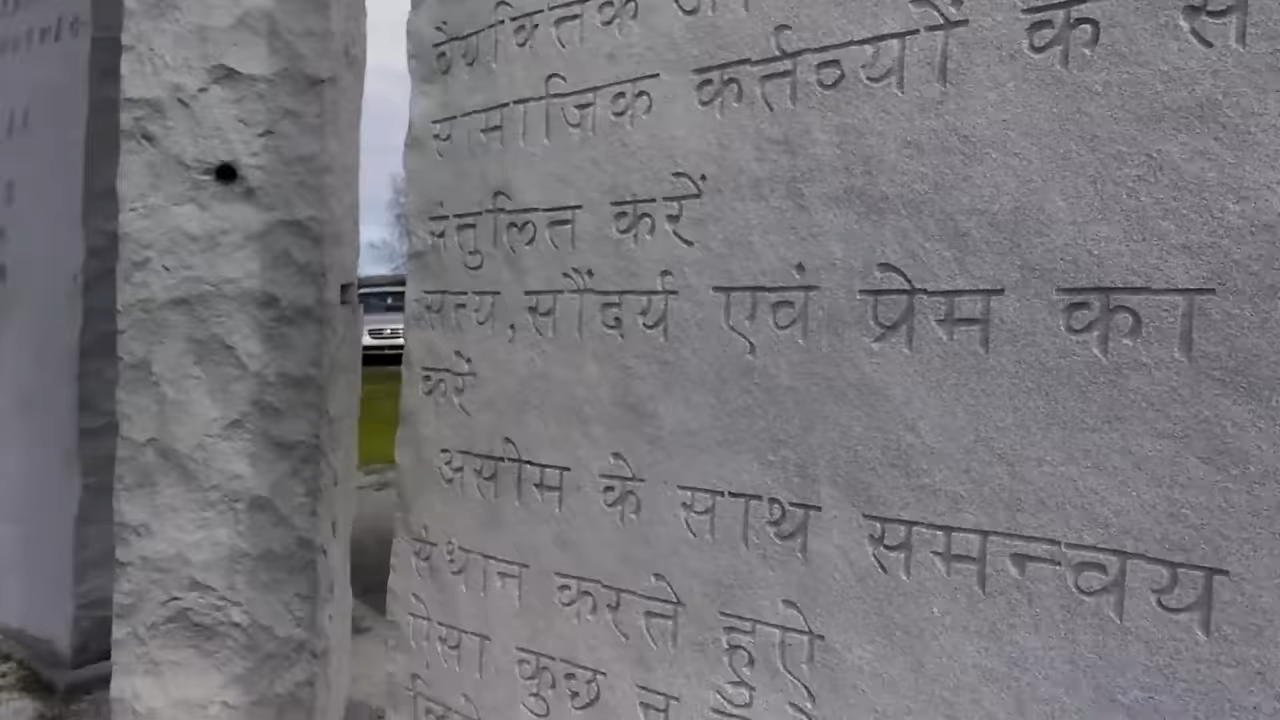 वैयक्तिक
सामाजिक कर्तव्यों के स
संतुलित करें
सत्य,सौंदर्य एवं प्रेम का
करें
असीम के साथ समन्वय
संधान करते हुऐ
ऐसा कुछ न